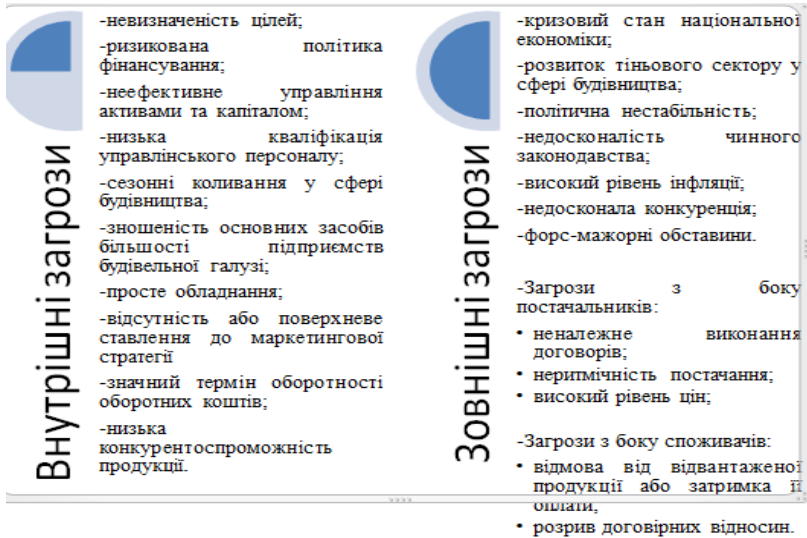 Внутрішні загрози
-невизначеність цілей;
-ризикована політика
фінансування;
-неефективне управління
активами та капіталом;
-низька кваліфікація
управлінського персоналу;
-сезонні коливання у сфері
будівництва;
-зношеність основних засобів
більшості підприємств
будівельної галузі;
-просте обладнання;
-відсутність або поверхневе
ставлення до маркетингової
стратегії
-значний термін оборотності
оборотних коштів;
-низька
конкурентоспроможність
продукції.
Зовнішні загрози
-кризовий стан національної
економіки;
-розвиток тіньового сектору у
сфері будівництва;
-політична нестабільність;
-недосконалість чинного
законодавства;
-високий рівень інфляції;
-недосконала конкуренція;
-форс-мажорні обставини.
-Загрози з боку
постачальників:
• неналежне виконання
договорів;
• неритмічність постачання;
• високий рівень цін;
-Загрози з боку споживачів:
• відмова від відвантаженої
продукції або затримка її
оплати;
• розрив договірних відносин.